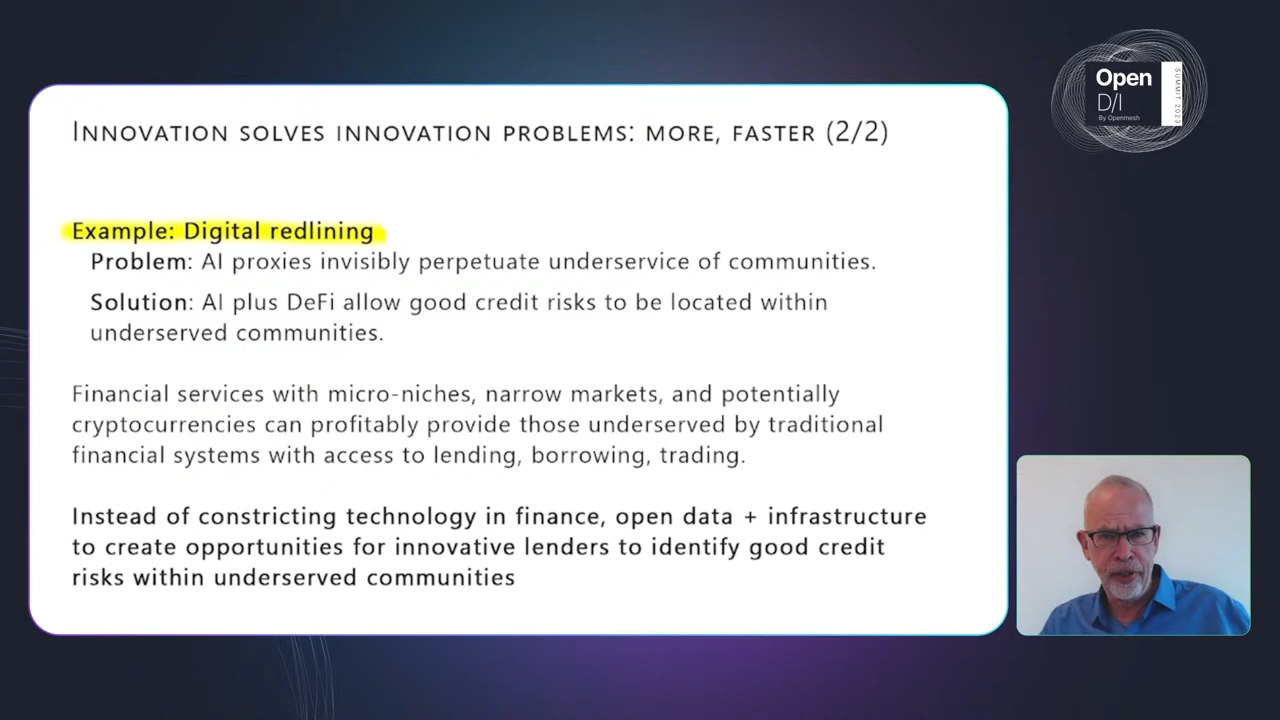 INNOVATION SOLVES INNOVATION PROBLEMS: MORE, FASTER (2/2)
Example: Digital redlining
Problem: AI proxies invisibly perpetuate underservice of communities.
Solution: AI plus DeFi allow good credit risks to be located within
underserved communities.
Financial services with micro-niches, narrow markets, and potentially
cryptocurrencies can profitably provide those underserved by traditional
financial systems with access to lending, borrowing, trading.
Instead of constricting technology in finance, open data + infrastructure
to create opportunities for innovative lenders to identify good credit
risks within underserved communities
Open
D/I
By Openmesh
SUMMIT 2023